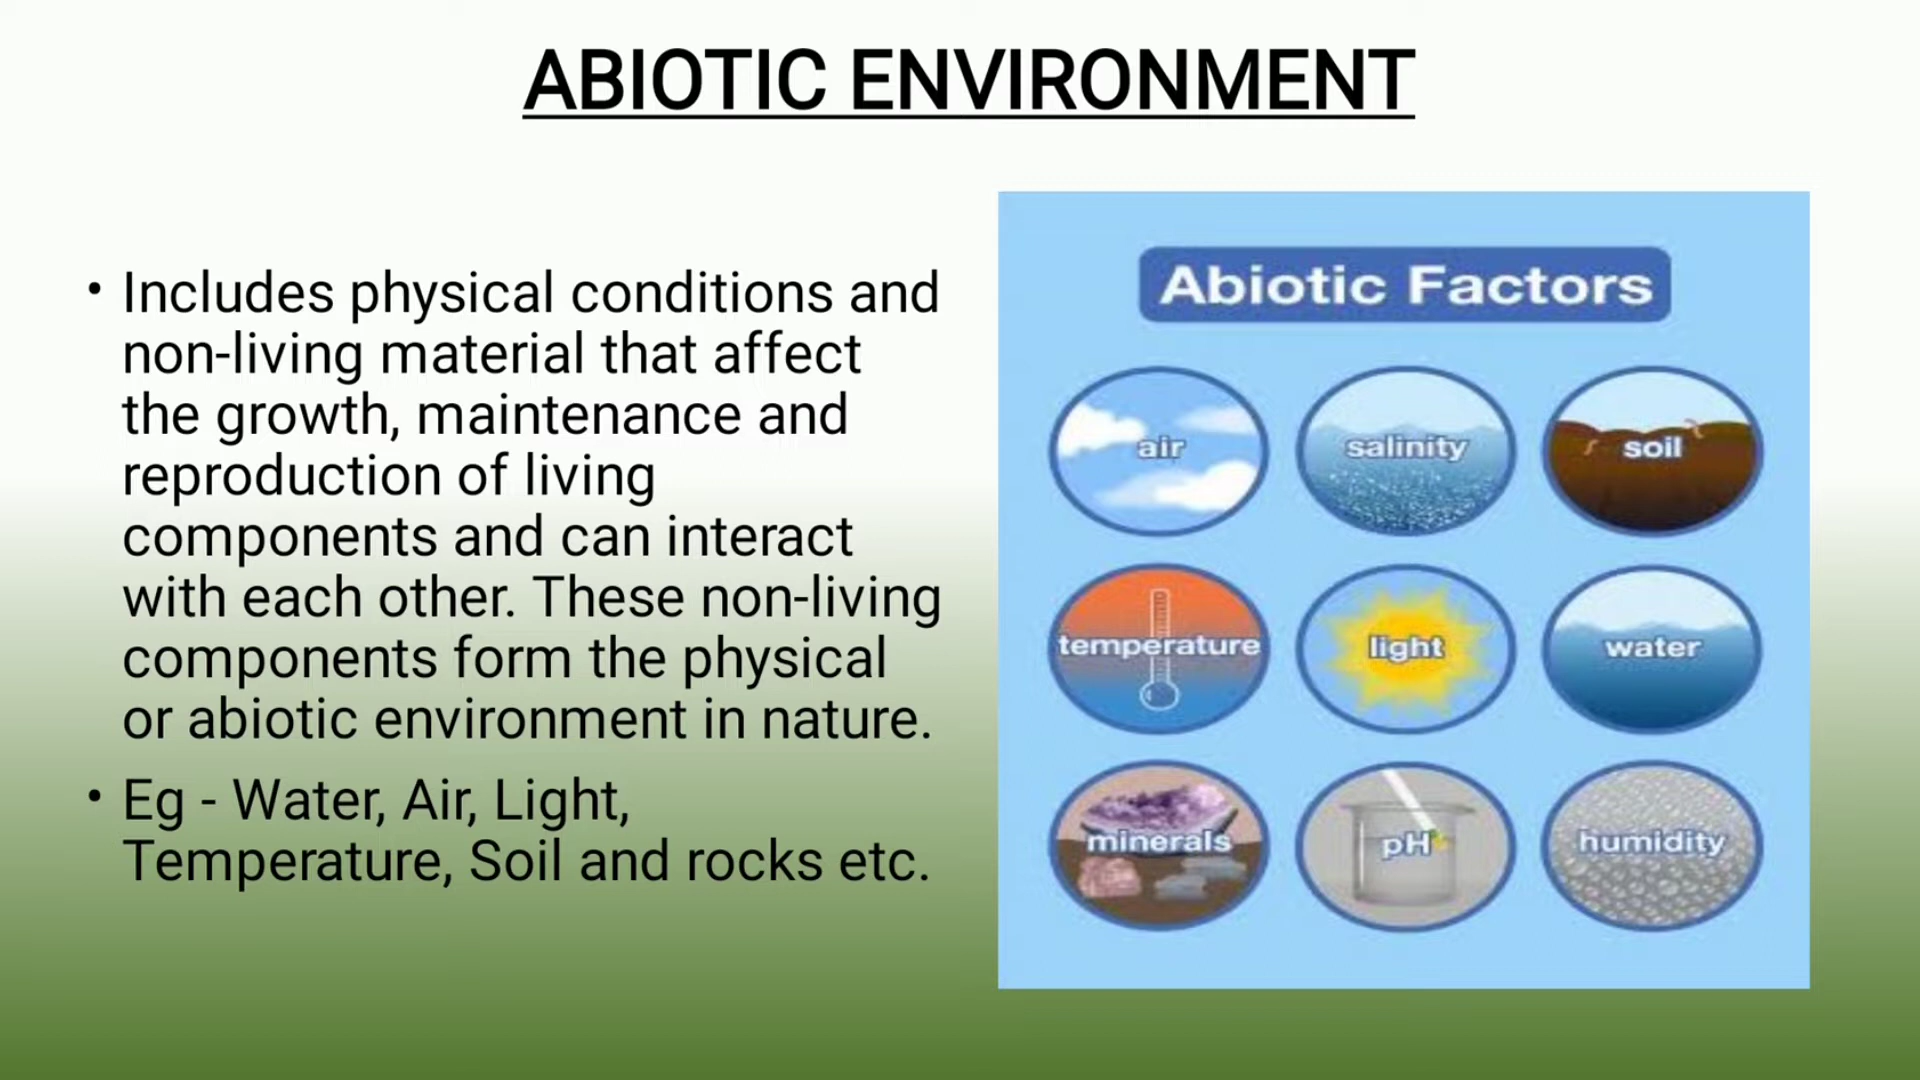 ABIOTIC ENVIRONMENT
• Includes physical conditions and
non-living material that affect
the growth, maintenance and
reproduction of living
components and can interact
with each other. These non-living
components form the physical
or abiotic environment in nature.
• Eg - Water, Air, Light,
Temperature, Soil and rocks etc.
Abiotic Factors
air
salinity
soil
temperature
light
water
minerals
pH
humidity